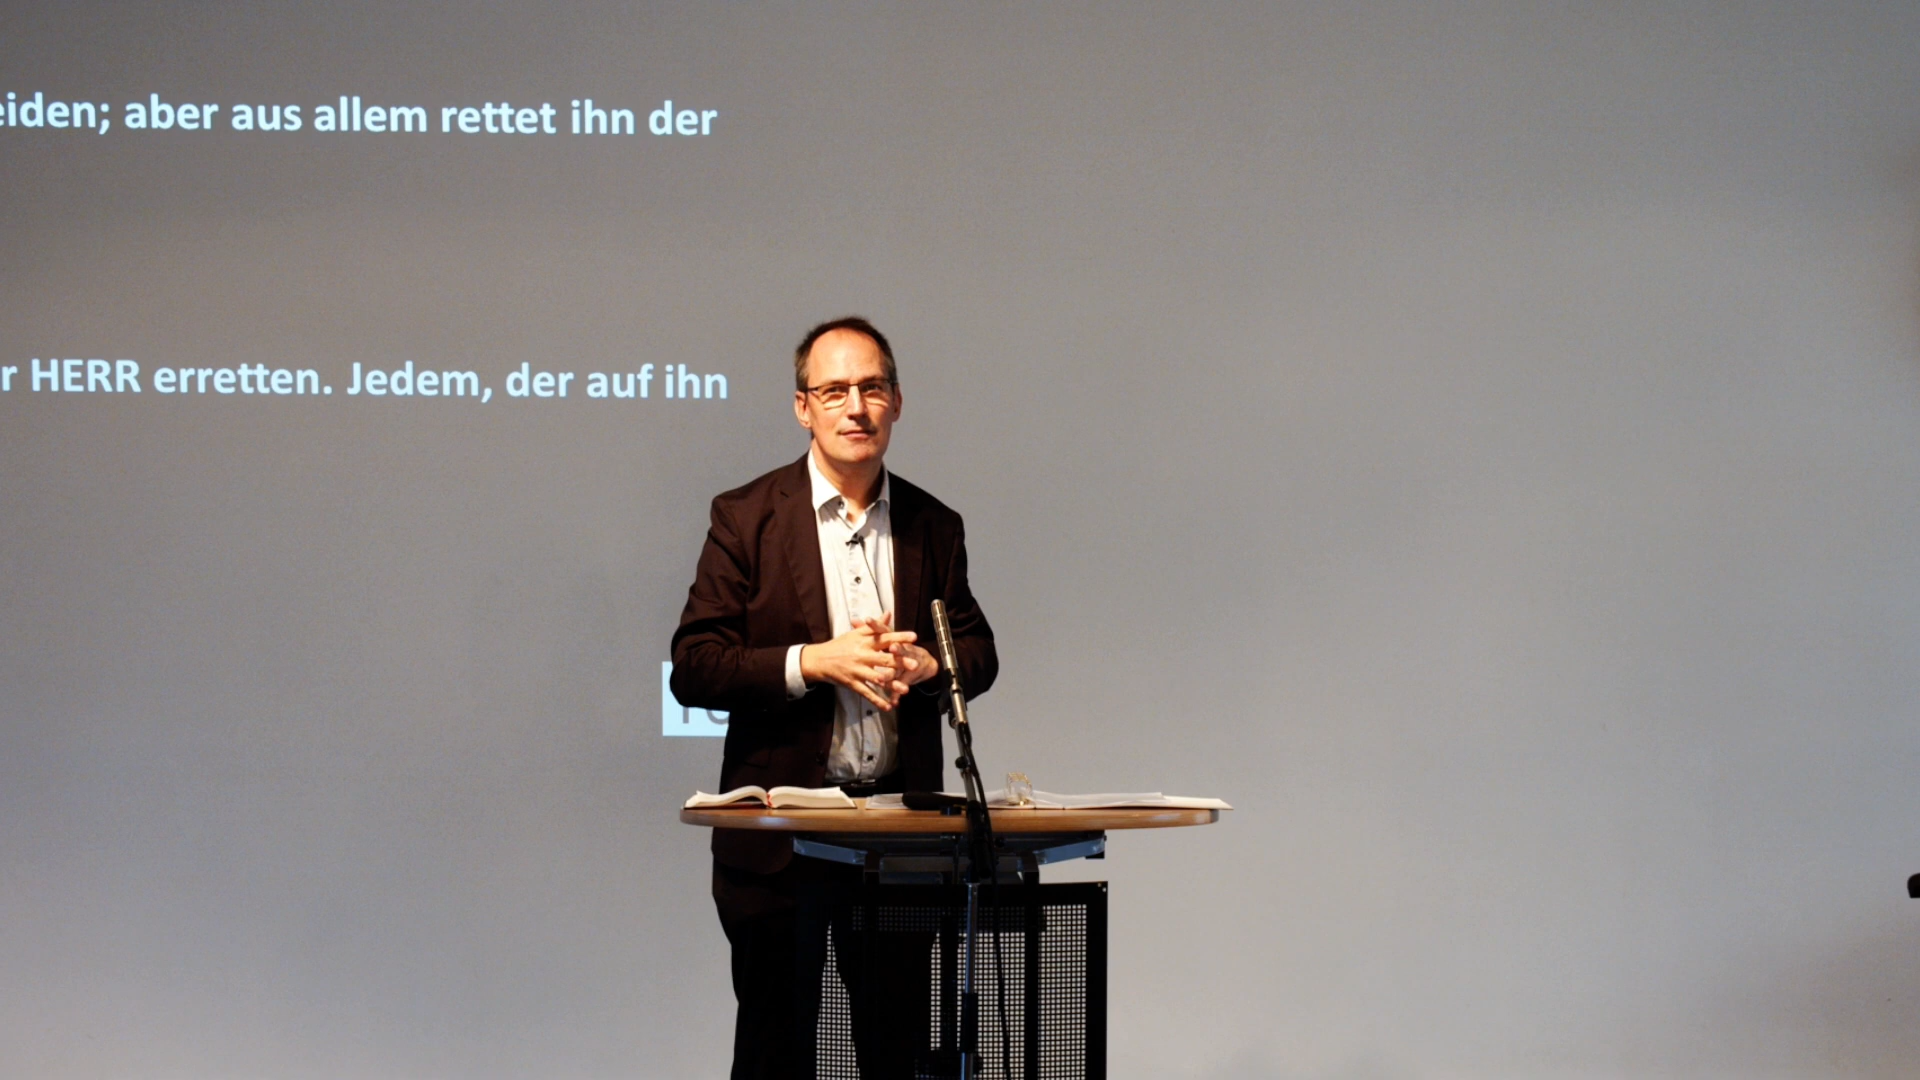 eiden; aber aus allem rettet ihn der
r HERR erretten. Jedem, der auf ihn